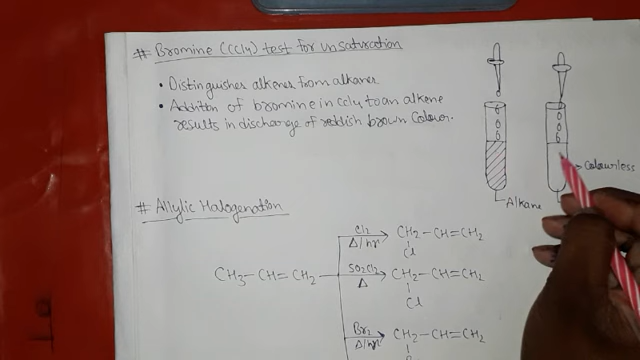 # Bromine (CCl4) test for unsaturation
• Distinguishes alkenes from alkanes
• Addition of bromine in CCl4 to an alkene
results in discharge of reddish brown Colour.
Colourless
Alkane
# Allylic Halogenation
Cl2
Δ/hν
CH2-CH=CH2
Cl
CH3-CH=CH2
SO2Cl2
Δ
CH2-CH=CH2
Cl
Br2
Δ/hν
CH2-CH=CH2